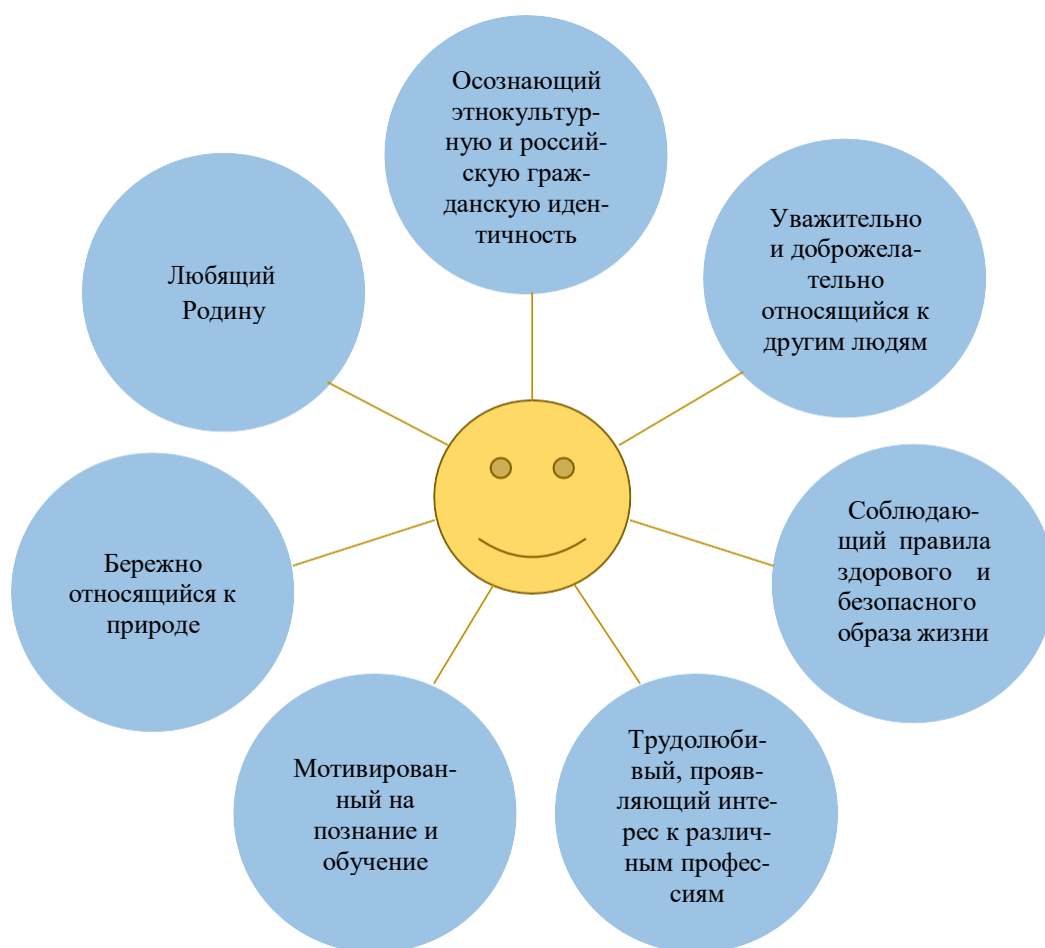 Осознающий
этнокультур-
ную и россий-
скую граж-
данскую иден-
тичность
Уважительно
и доброжела-
тельно
относящийся к
другим людям
Соблюдаю-
щий правила
здорового и
безопасного
образа жизни
Трудолюби-
вый, прояв-
ляющий инте-
рес к различ-
ным профес-
сиям
Мотивирован-
ный на
познание и
обучение
Бережно
относящийся к
природе
Любящий
Родину